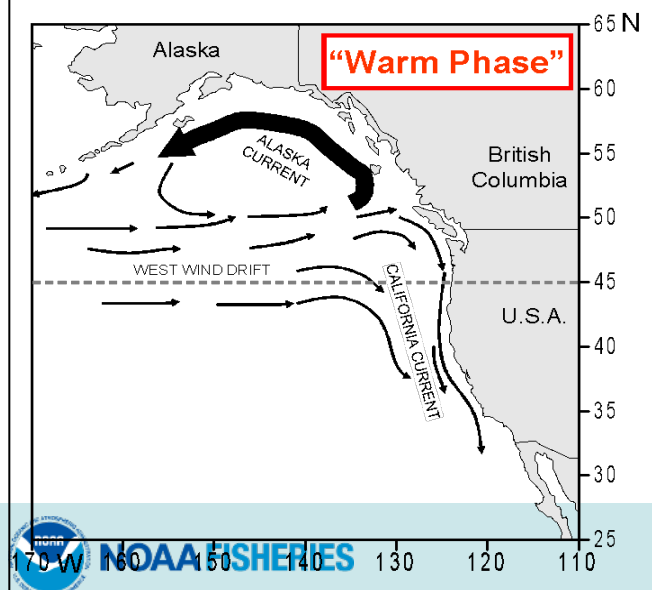 65 N
Alaska
“Warm Phase”
60
ALASKA
CURRENT
55
British
Columbia
50
WEST WIND DRIFT
45
CALIFORNIA CURRENT
U.S.A.
40
35
30
25
170 W 160 150 140 130 120 110
NOAA
NOAA FISHERIES